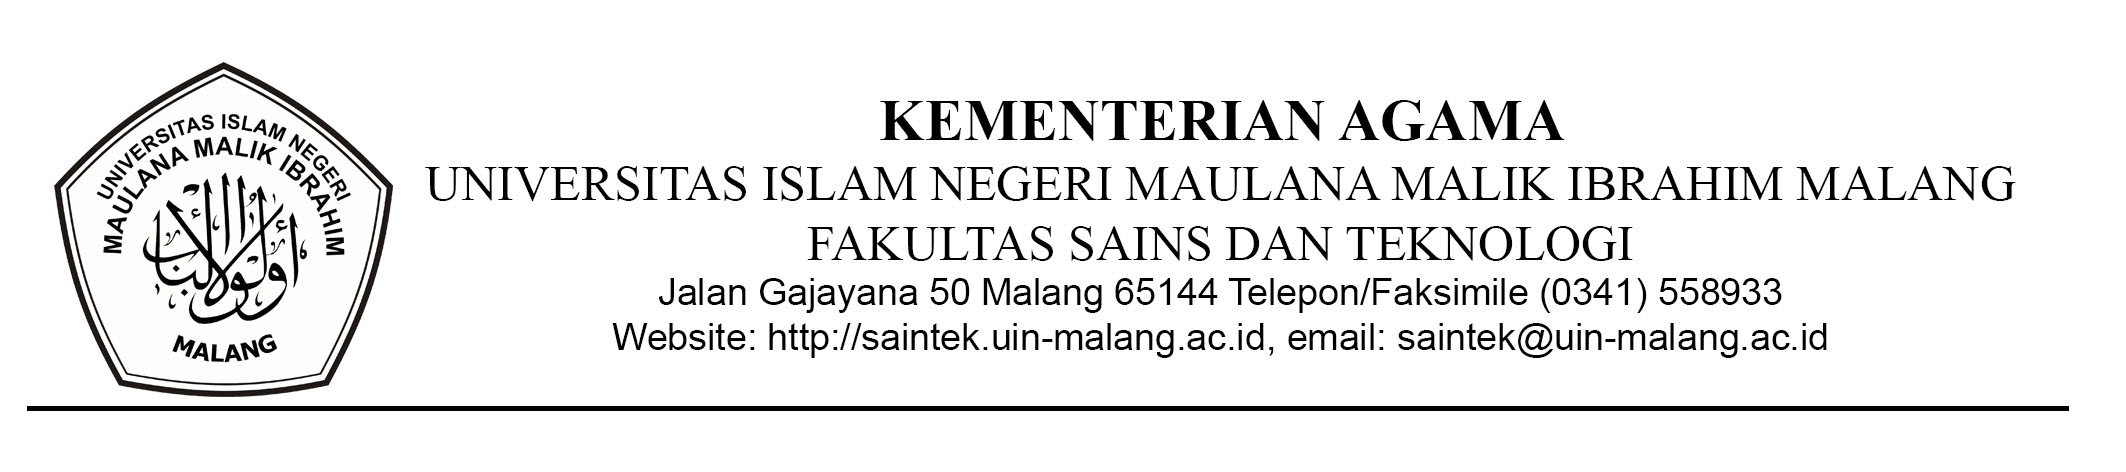 UNIVERSITAS ISLAM NEGERI
MAULANA MALIK IBRAHIM
أولو الألباب
MALANG
KEMENTERIAN AGAMA
UNIVERSITAS ISLAM NEGERI MAULANA MALIK IBRAHIM MALANG
FAKULTAS SAINS DAN TEKNOLOGI
Jalan Gajayana 50 Malang 65144 Telepon/Faksimile (0341) 558933
Website: http://saintek.uin-malang.ac.id, email: saintek@uin-malang.ac.id